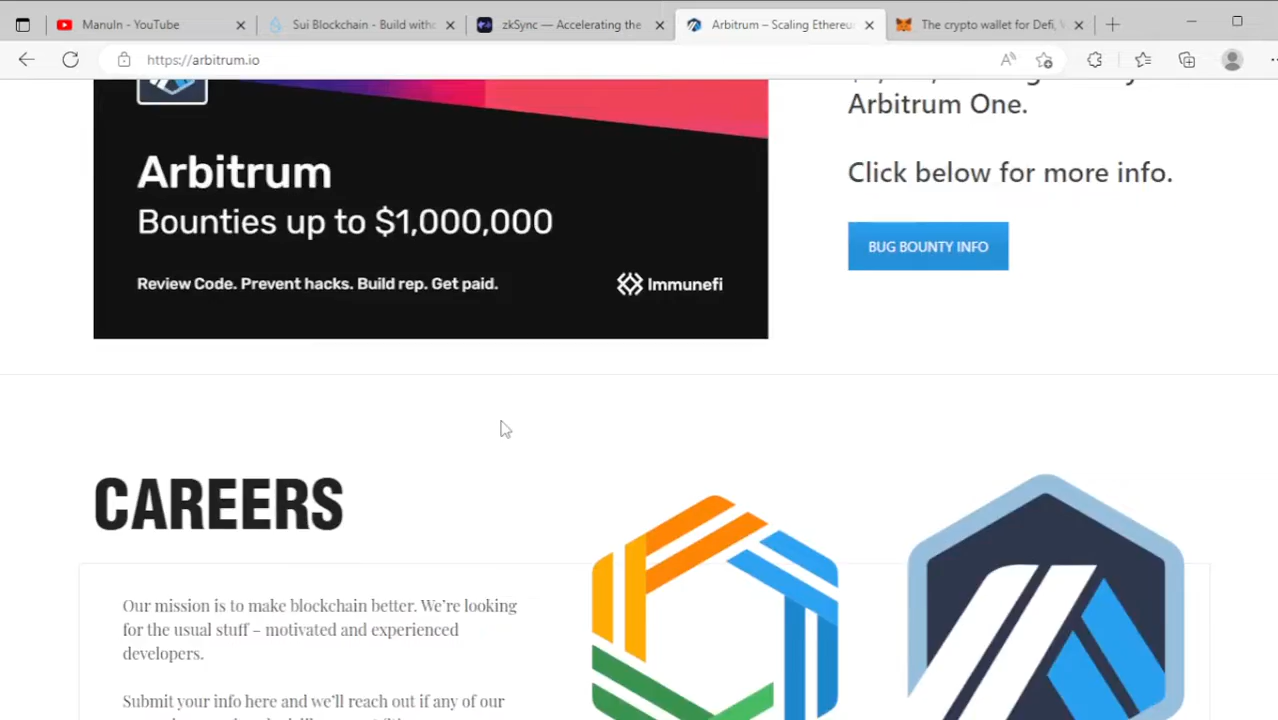 ManuIn - YouTube
Sui Blockchain - Build witho
zkSync — Accelerating the
Arbitrum – Scaling Ethereu
The crypto wallet for Defi,
https://arbitrum.io
Arbitrum One.
Click below for more info.
BUG BOUNTY INFO
Arbitrum
Bounties up to $1,000,000
Review Code. Prevent hacks. Build rep. Get paid.
Immunefi
CAREERS
Our mission is to make blockchain better. We’re looking
for the usual stuff – motivated and experienced
developers.
Submit your info here and we’ll reach out if any of our